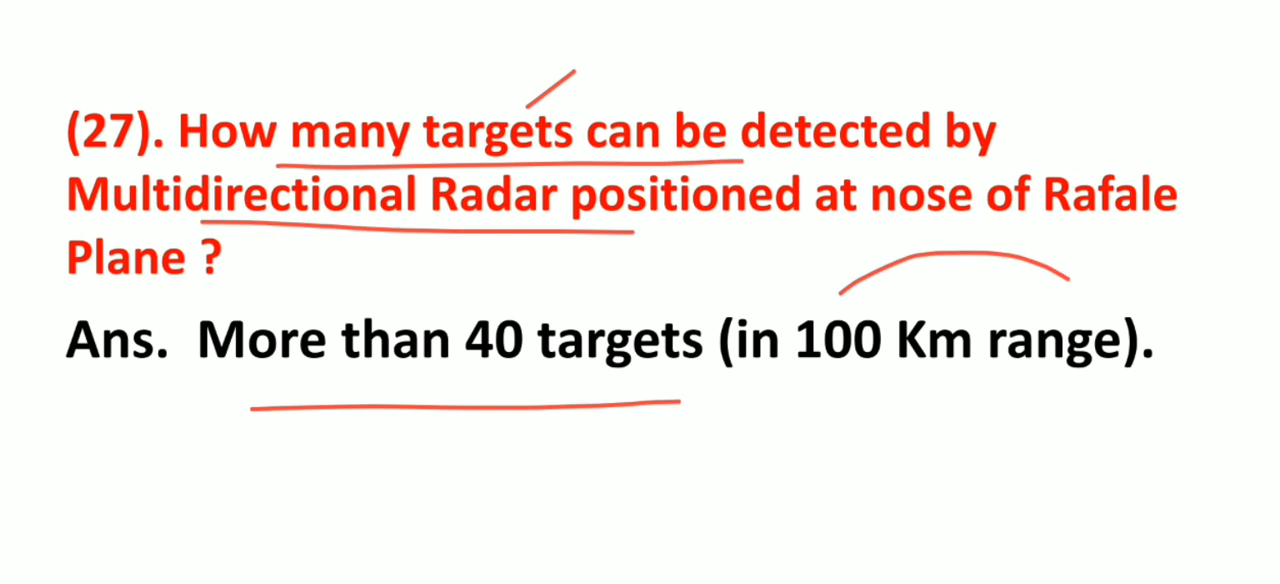 (27). How many targets can be detected by
Multidirectional Radar positioned at nose of Rafale
Plane ?
Ans. More than 40 targets (in 100 Km range).